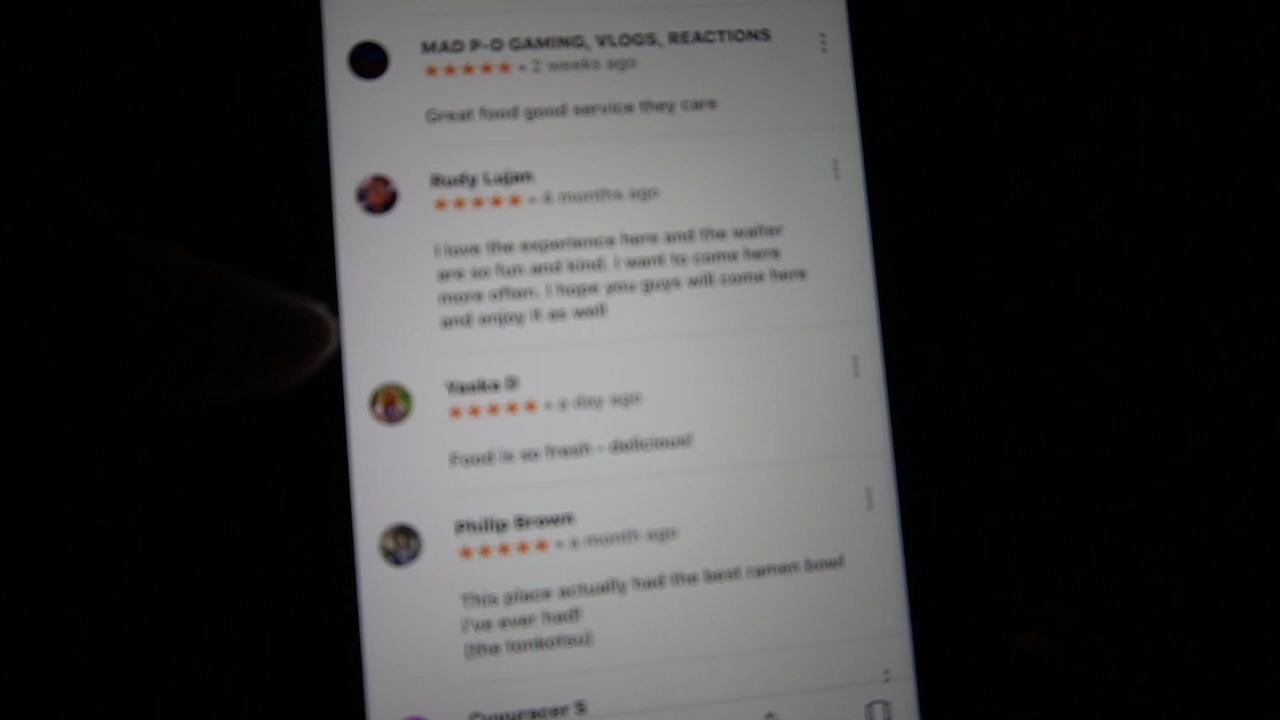 MAD P-D GAMING, VLOGS, REACTIONS
• 2 weeks ago
Great food good service they care
Rudy Lujan
• 4 months ago
I love the experience here and the waiter
are so fun and kind. I want to come here
more often. I hope you guys will come here
and enjoy it as well
D
• a day ago
Food is so fresh - delicious!
Philip Brown
• a month ago
This place actually had the best ramen bowl
I've ever had!
(the tonkotsu)
S